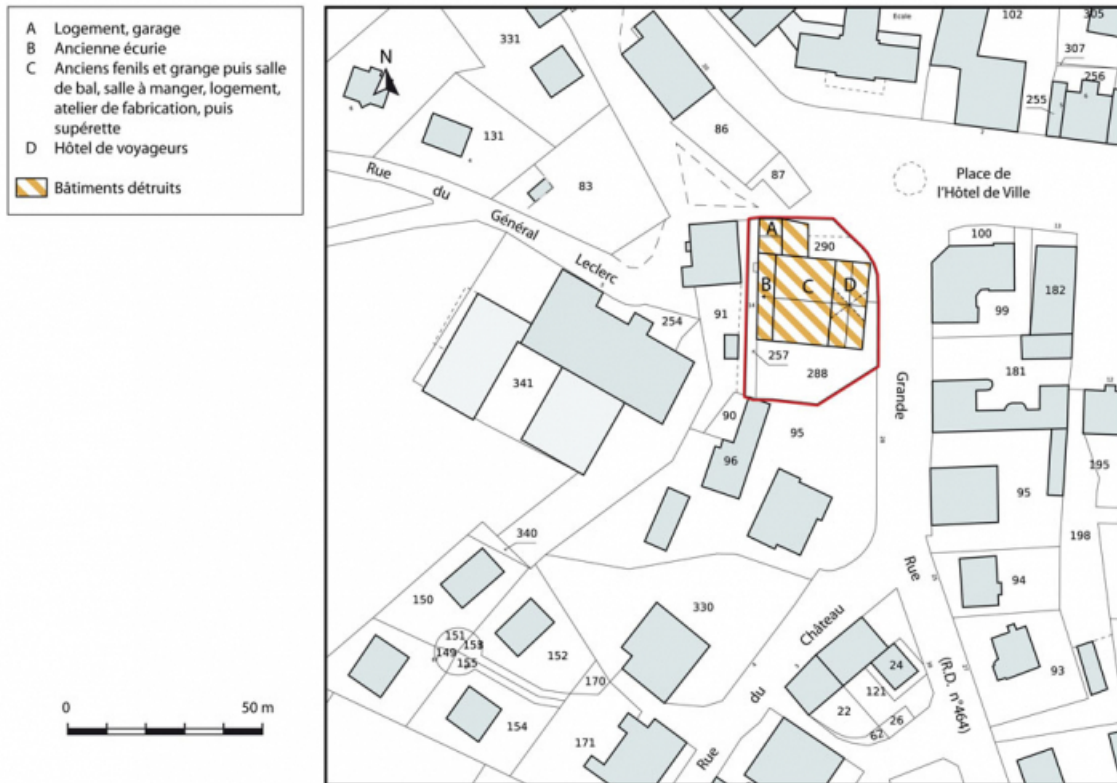 A Logement, garage
B Ancienne écurie
C Anciens fenils et grange puis salle
de bal, salle à manger, logement,
atelier de fabrication, puis
supérette
D Hôtel de voyageurs
Bâtiments détruits
N
0 50 m
331
Ecole
102
305
307
256
255
131
86
87
83
Place de
l'Hôtel de Ville
Rue du Général Leclerc
A
290
B
C
D
100
182
99
254
91
257
288
181
341
90
95
96
Grande Rue
(R.D. n°464)
195
95
198
340
94
150
330
151
149
153
155
152
170
154
171
Rue du Château
24
121
22
26
62
93